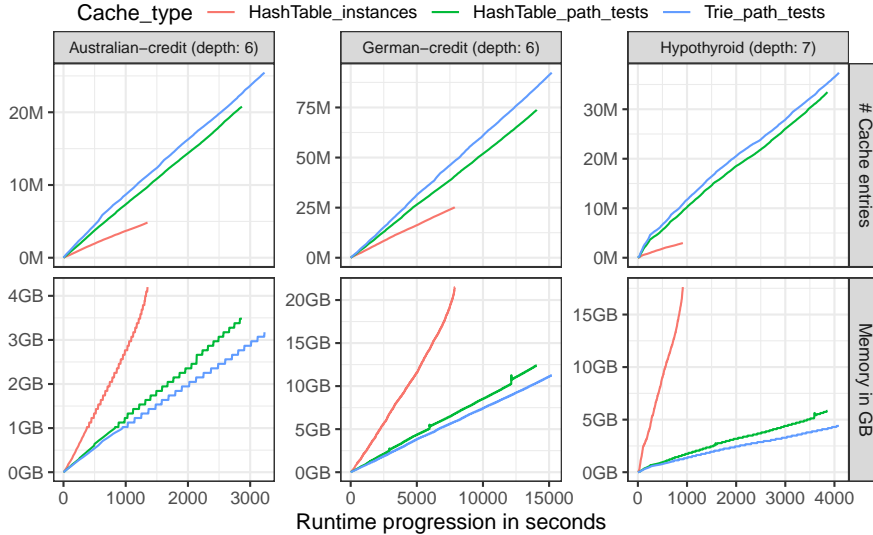 Cache_type HashTable_instances HashTable_path_tests Trie_path_tests
Australian−credit (depth: 6) German−credit (depth: 6) Hypothyroid (depth: 7)
20M
10M
0M
75M
50M
25M
0M
30M
20M
10M
0M
# Cache entries
4GB
3GB
2GB
1GB
0GB
20GB
15GB
10GB
5GB
0GB
15GB
10GB
5GB
0GB
Memory in GB
0 1000 2000 3000
0 5000 10000 15000
0 1000 2000 3000 4000
Runtime progression in seconds